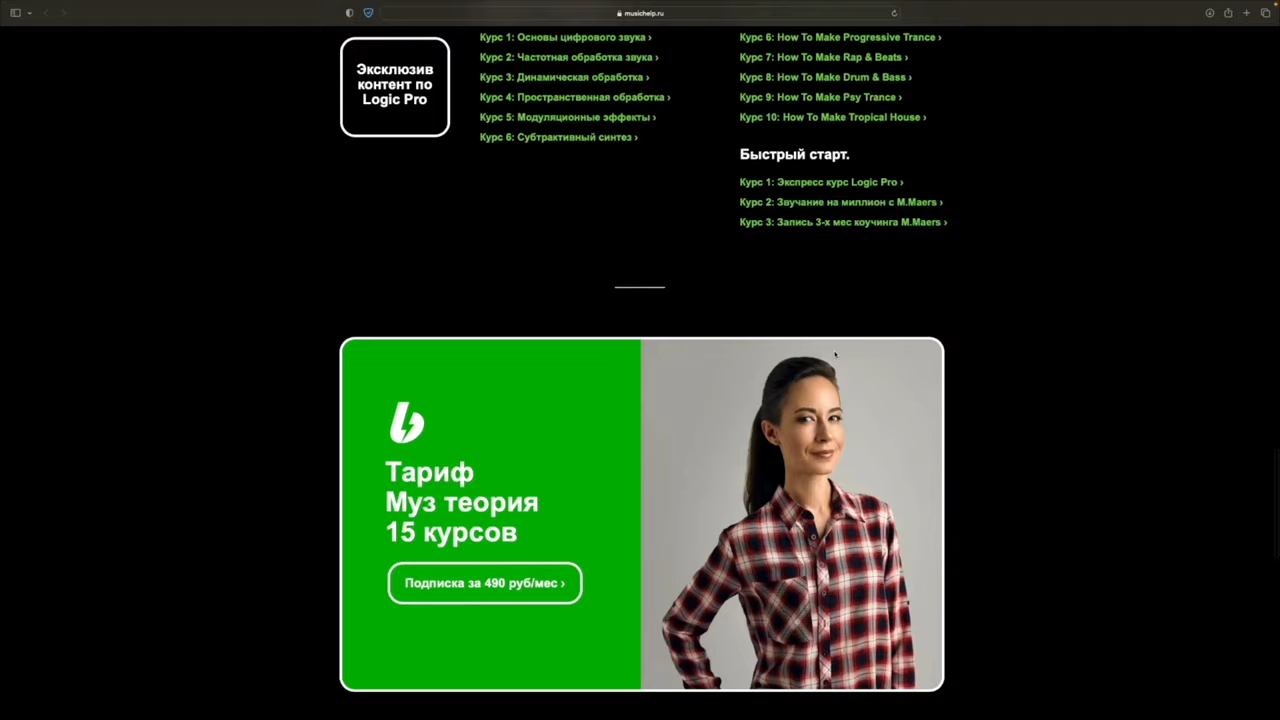 musichelp.ru
Эксклюзив
контент по
Logic Pro
Курс 1: Основы цифрового звука ›
Курс 2: Частотная обработка звука ›
Курс 3: Динамическая обработка ›
Курс 4: Пространственная обработка ›
Курс 5: Модуляционные эффекты ›
Курс 6: Субтрактивный синтез ›
Курс 6: How To Make Progressive Trance ›
Курс 7: How To Make Rap & Beats ›
Курс 8: How To Make Drum & Bass ›
Курс 9: How To Make Psy Trance ›
Курс 10: How To Make Tropical House ›
Быстрый старт.
Курс 1: Экспресс курс Logic Pro ›
Курс 2: Звучание на миллион с M.Maers ›
Курс 3: Запись 3-х мес коучинга M.Maers ›
Тариф
Муз теория
15 курсов
Подписка за 490 руб/мес ›